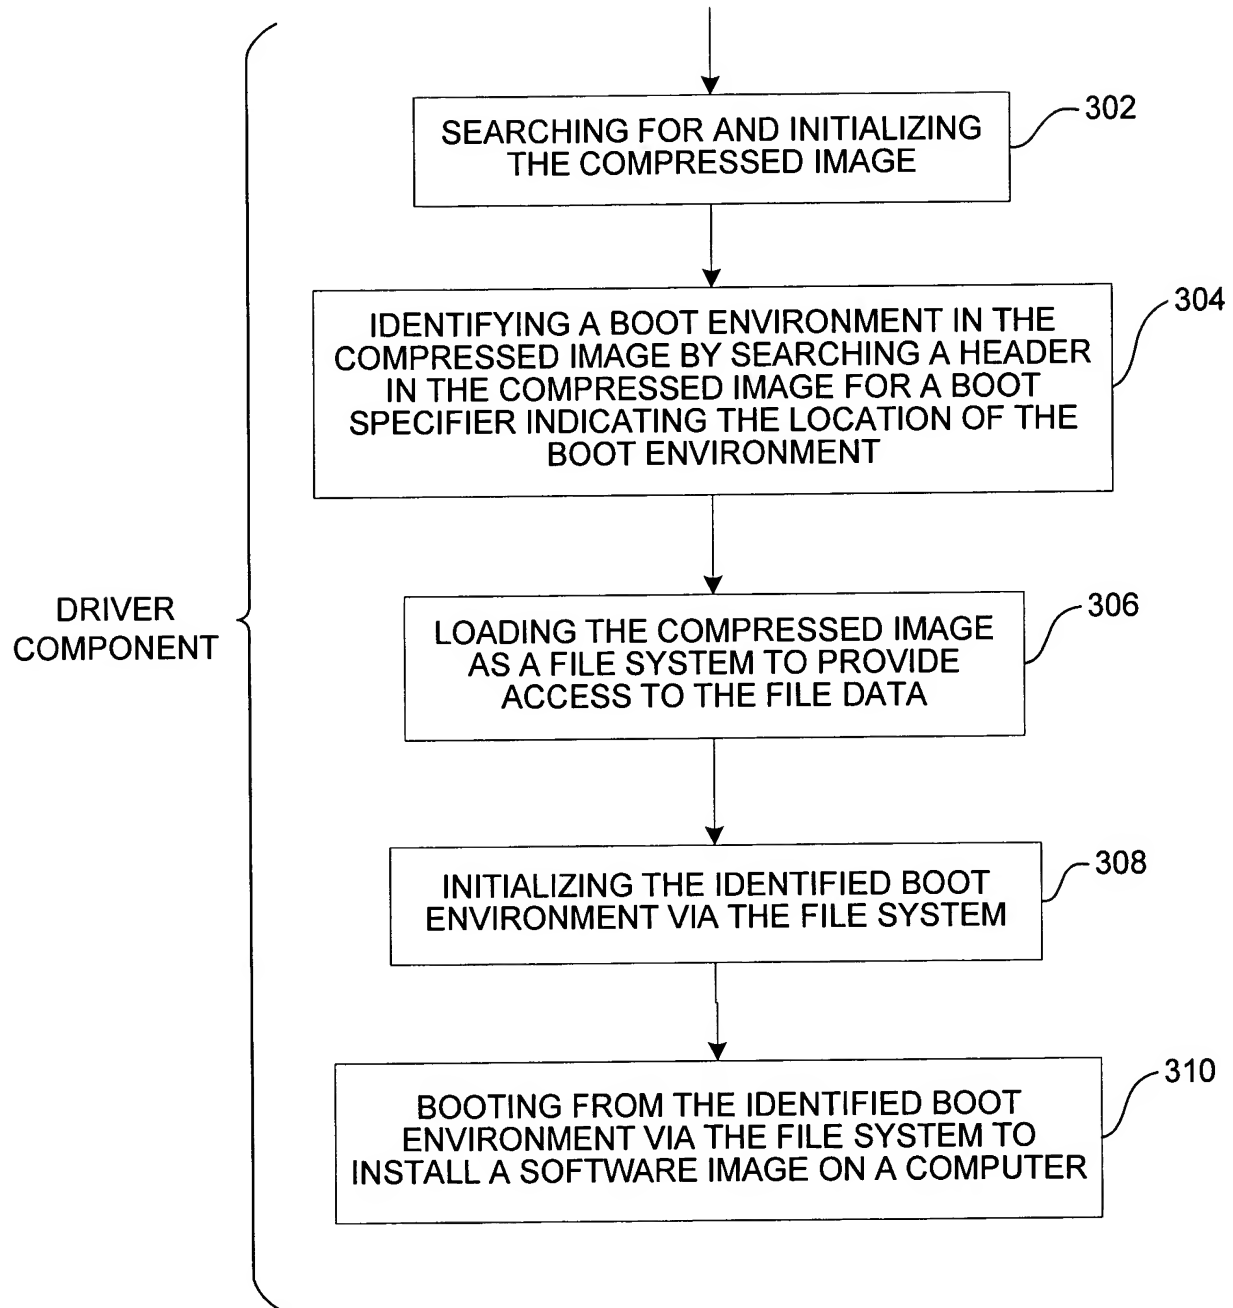 302
SEARCHING FOR AND INITIALIZING
THE COMPRESSED IMAGE
304
IDENTIFYING A BOOT ENVIRONMENT IN THE
COMPRESSED IMAGE BY SEARCHING A HEADER
IN THE COMPRESSED IMAGE FOR A BOOT
SPECIFIER INDICATING THE LOCATION OF THE
BOOT ENVIRONMENT
DRIVER
COMPONENT
306
LOADING THE COMPRESSED IMAGE
AS A FILE SYSTEM TO PROVIDE
ACCESS TO THE FILE DATA
308
INITIALIZING THE IDENTIFIED BOOT
ENVIRONMENT VIA THE FILE SYSTEM
310
BOOTING FROM THE IDENTIFIED BOOT
ENVIRONMENT VIA THE FILE SYSTEM TO
INSTALL A SOFTWARE IMAGE ON A COMPUTER